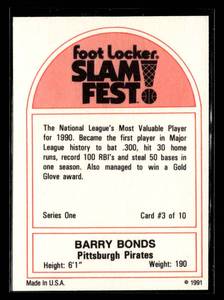 foot Locker.
SLAM
FEST
The National League's Most Valuable Player
for 1990. Became the first player in Major
League history to bat .300, hit 30 home
runs, record 100 RBI's and steal 50 bases
in one season. Also managed to win a Gold
Glove award.
Series One Card #3 of 10
BARRY BONDS
Pittsburgh Pirates
Height: 6'1" Weight: 190
Made In U.S.A. © 1991